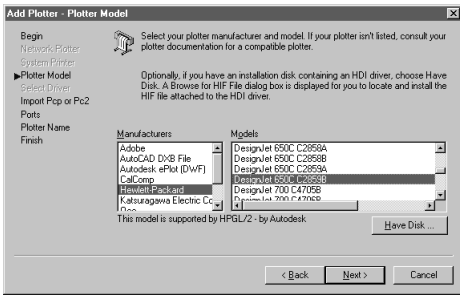 Add Plotter - Plotter Model
Begin
Network Plotter
System Printer
Plotter Model
Select Driver
Import Pcp or Pc2
Ports
Plotter Name
Finish
Select your plotter manufacturer and model. If your plotter isn't listed, consult your
plotter documentation for a compatible plotter.
Optionally, if you have an installation disk containing an HDI driver, choose Have
Disk. A Browse for HIF File dialog box is displayed for you to locate and install the
HIF file attached to the HDI driver.
Manufacturers
Adobe
AutoCAD DXB File
Autodesk ePlot (DWF)
CalComp
Hewlett-Packard
Katsuragawa Electric Co
Oce
Models
DesignJet 650C C2858A
DesignJet 650C C2858B
DesignJet 650C C2859A
DesignJet 650C C2859B
DesignJet 700 C4705B
DesignJet 700 C4706B
This model is supported by HPGL/2 - by Autodesk
Have Disk ...
< Back
Next >
Cancel